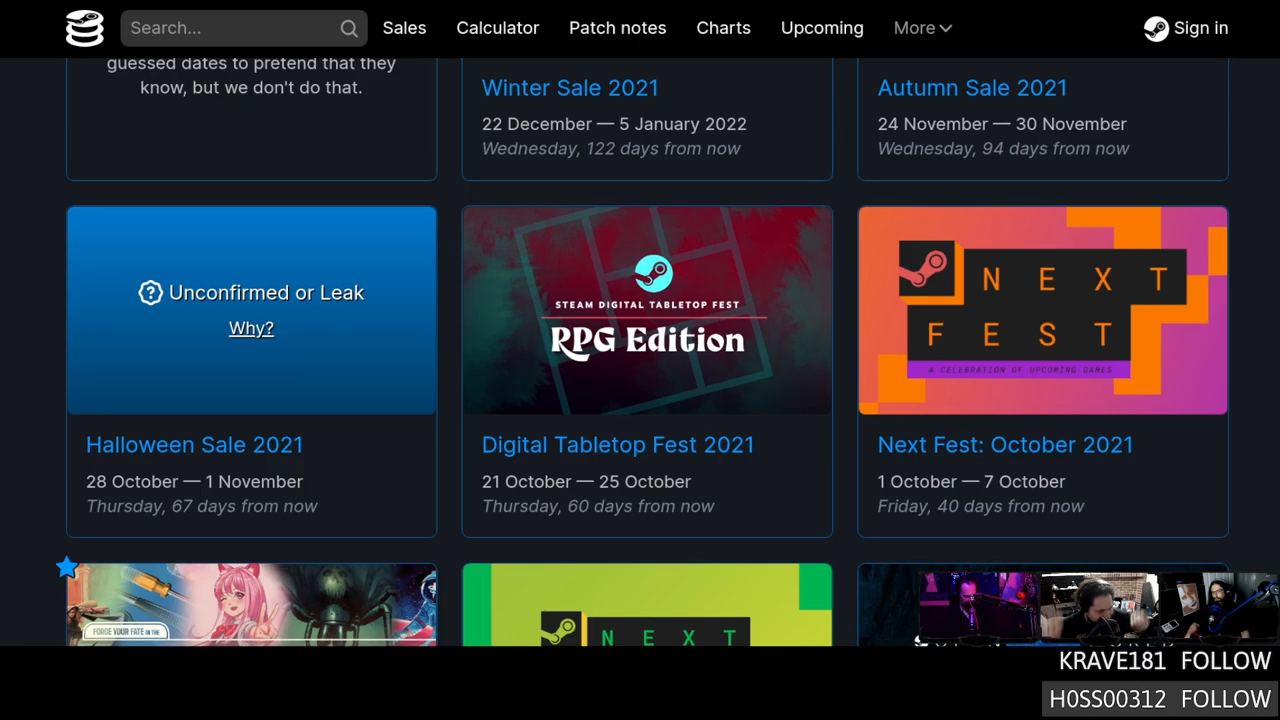 Search...
Sales
Calculator
Patch notes
Charts
Upcoming
More
Sign in
guessed dates to pretend that they
know, but we don't do that.
Winter Sale 2021
22 December — 5 January 2022
Wednesday, 122 days from now
Autumn Sale 2021
24 November — 30 November
Wednesday, 94 days from now
Unconfirmed or Leak
Why?
Halloween Sale 2021
28 October — 1 November
Thursday, 67 days from now
STEAM DIGITAL TABLETOP FEST
RPG Edition
Digital Tabletop Fest 2021
21 October — 25 October
Thursday, 60 days from now
NEXT
FEST
A CELEBRATION OF UPCOMING GAMES
Next Fest: October 2021
1 October — 7 October
Friday, 40 days from now
FORGE YOUR FATE IN THE
NEXT
KRAVE181 FOLLOW
H0SS00312 FOLLOW